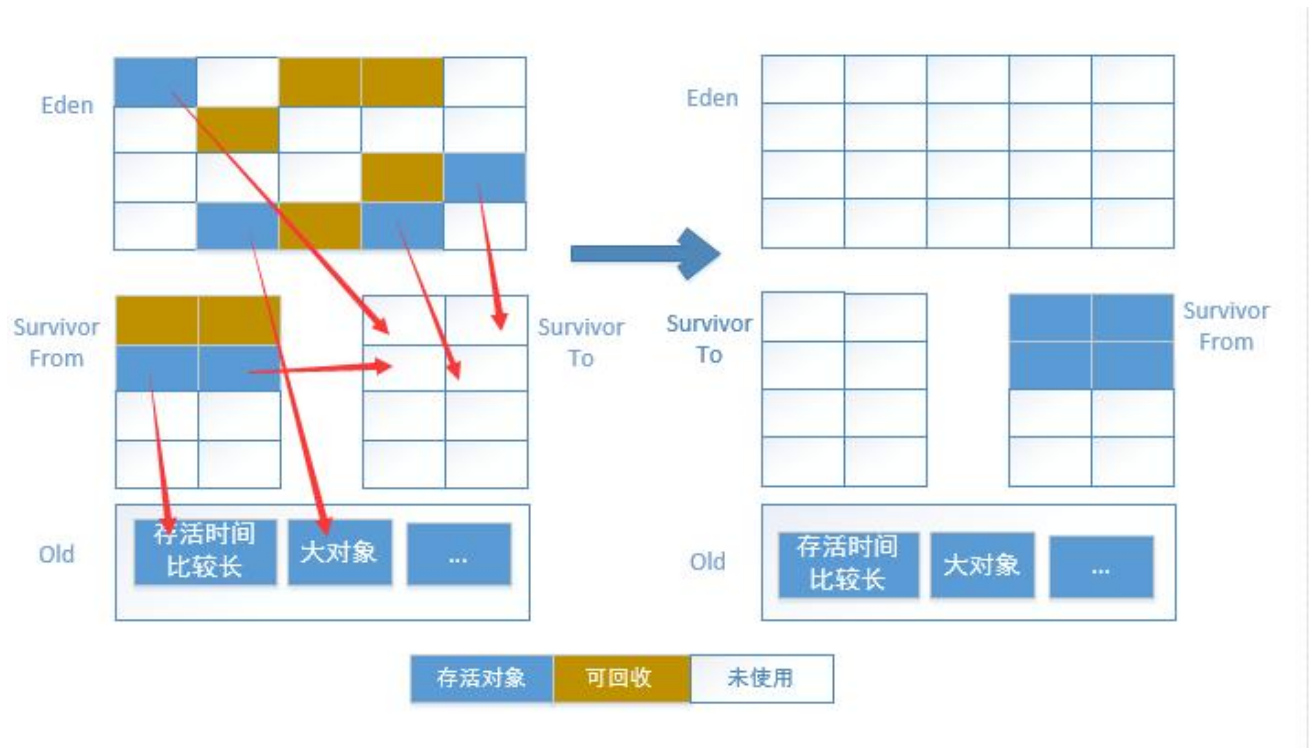 Eden
Eden
Survivor
From
Survivor
To
Survivor
To
Survivor
From
Old
存活时间
比较长
大对象
...
Old
存活时间
比较长
大对象
...
存活对象
可回收
未使用